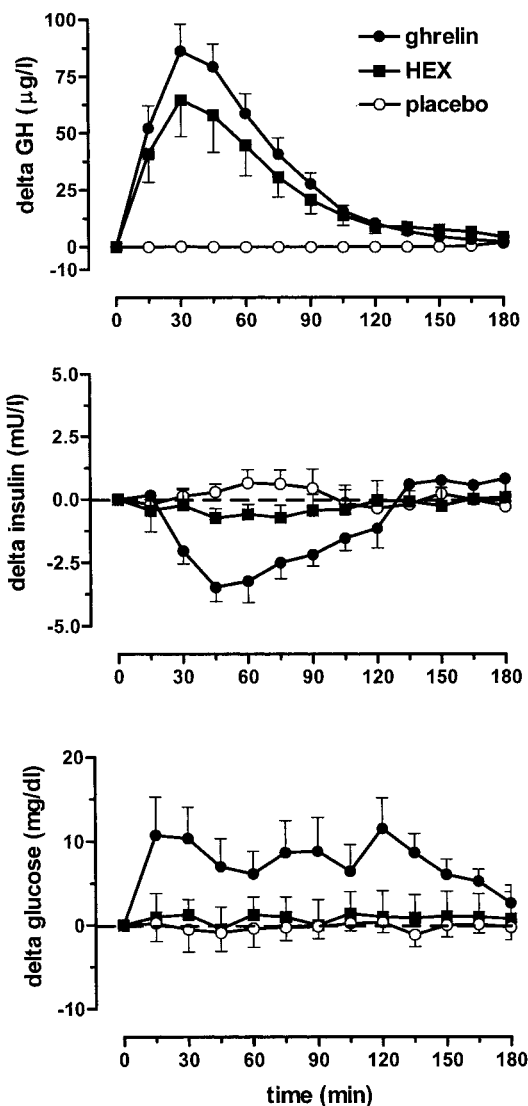 ghrelin
HEX
placebo
delta GH (μg/l)
100
75
50
25
0
-10
0 30 60 90 120 150 180
delta insulin (mU/l)
5.0
2.5
0.0
-2.5
-5.0
0 30 60 90 120 150 180
delta glucose (mg/dl)
20
10
0
-10
0 30 60 90 120 150 180
time (min)